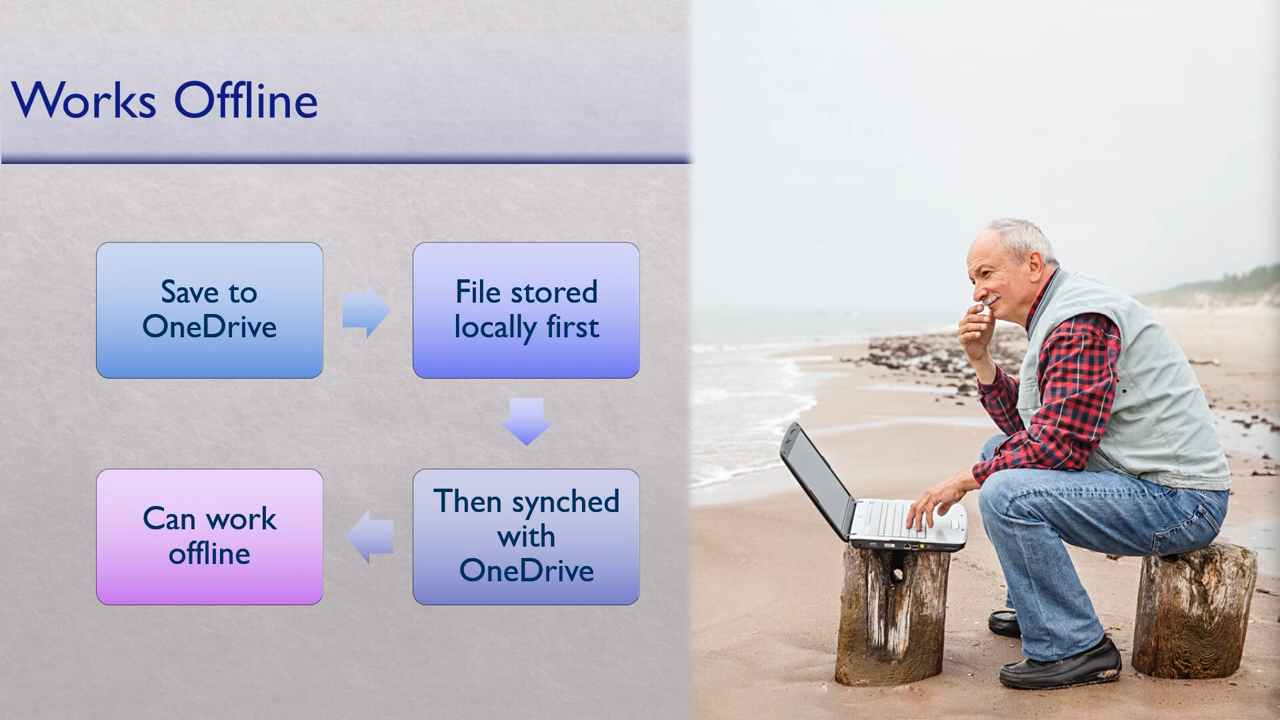 Works Offline
Save to
OneDrive
File stored
locally first
Then synched
with
OneDrive
Can work
offline